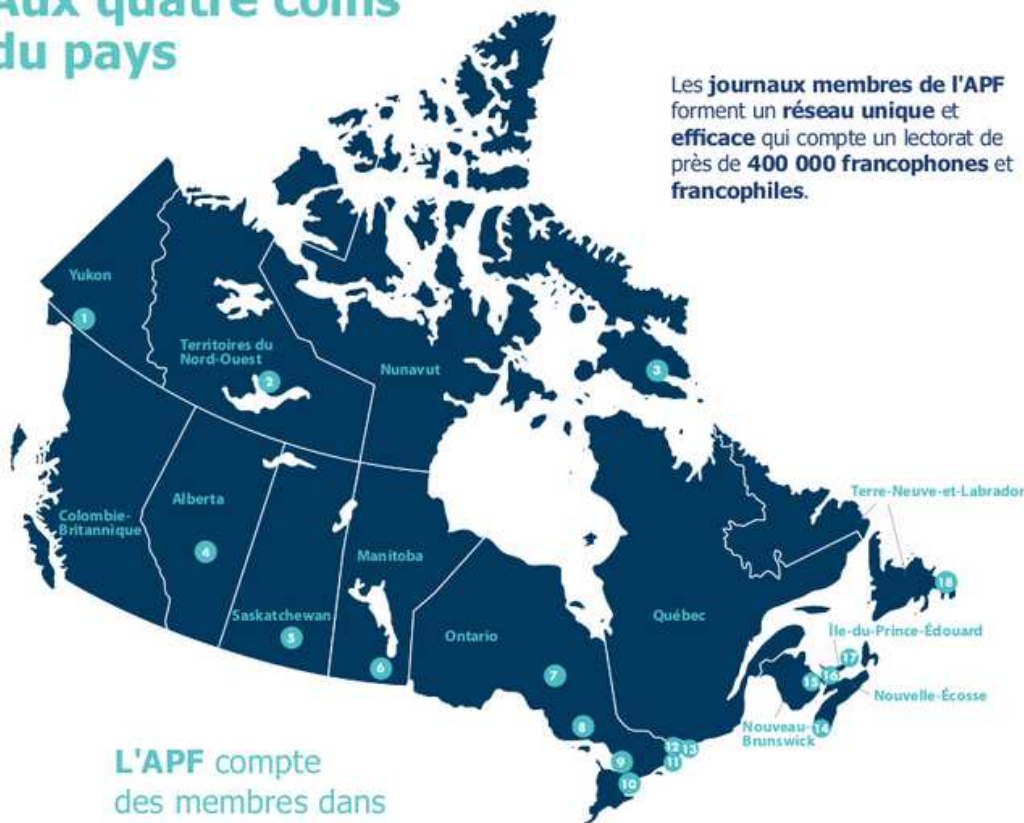 Aux quatre coins
du pays
Les journaux membres de l'APF
forment un réseau unique et
efficace qui compte un lectorat de
près de 400 000 francophones et
francophiles.
Yukon
1
Territoires du
Nord-Ouest
2
Nunavut
3
Terre-Neuve-et-Labrador
Alberta
Colombie-
Britannique
4
Manitoba
18
Saskatchewan
5
Québec
Île-du-Prince-Édouard
Ontario
6
7
17
16
15
Nouvelle-Écosse
8
Nouveau-
Brunswick
14
12
13
11
9
10
L'APF compte
des membres dans